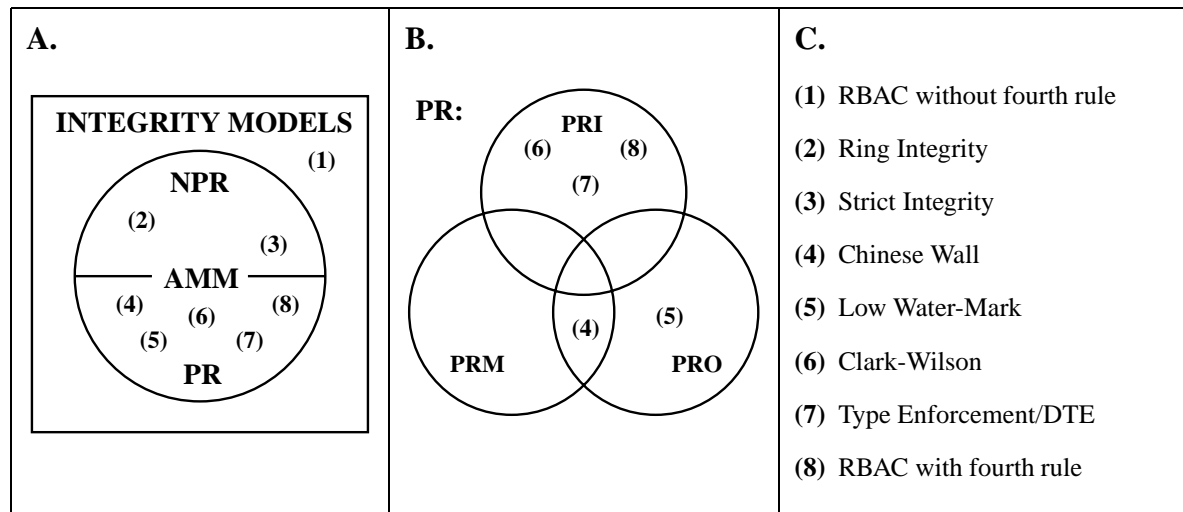 A.
INTEGRITY MODELS
(1)
NPR
(2)
(3)
AMM
(4)
(6)
(8)
(5)
(7)
PR
B.
PR:
PRI
(6)
(8)
(7)
(4)
(5)
PRM
PRO
C.
(1) RBAC without fourth rule
(2) Ring Integrity
(3) Strict Integrity
(4) Chinese Wall
(5) Low Water-Mark
(6) Clark-Wilson
(7) Type Enforcement/DTE
(8) RBAC with fourth rule